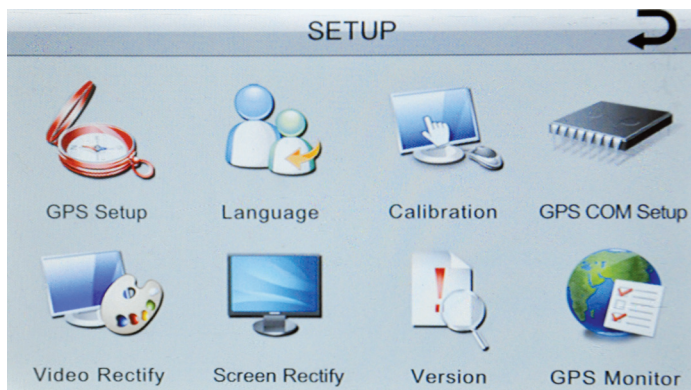 SETUP
GPS Setup
Language
Calibration
GPS COM Setup
Video Rectify
Screen Rectify
Version
GPS Monitor